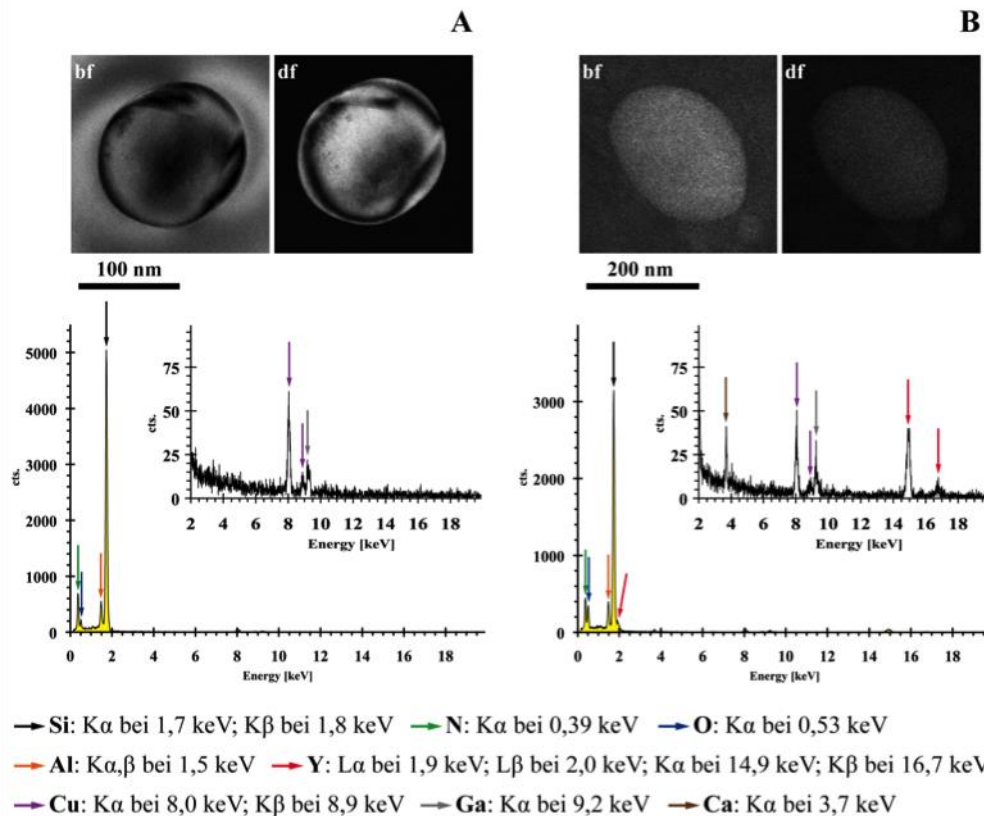 A
B
bf
df
bf
df
100 nm
200 nm
5000
4000
3000
2000
1000
0
cts.
0 2 4 6 8 10 12 14 16 18
Energy [keV]
75
50
25
0
cts.
2 4 6 8 10 12 14 16 18
Energy [keV]
3000
2000
1000
0
cts.
0 2 4 6 8 10 12 14 16 18
Energy [keV]
75
50
25
0
cts.
2 4 6 8 10 12 14 16 18
Energy [keV]
Si: Kα bei 1,7 keV; Kβ bei 1,8 keV N: Kα bei 0,39 keV O: Kα bei 0,53 keV
Al: Kα,β bei 1,5 keV Y: Lα bei 1,9 keV; Lβ bei 2,0 keV; Kα bei 14,9 keV; Kβ bei 16,7 keV
Cu: Kα bei 8,0 keV; Kβ bei 8,9 keV Ga: Kα bei 9,2 keV Ca: Kα bei 3,7 keV